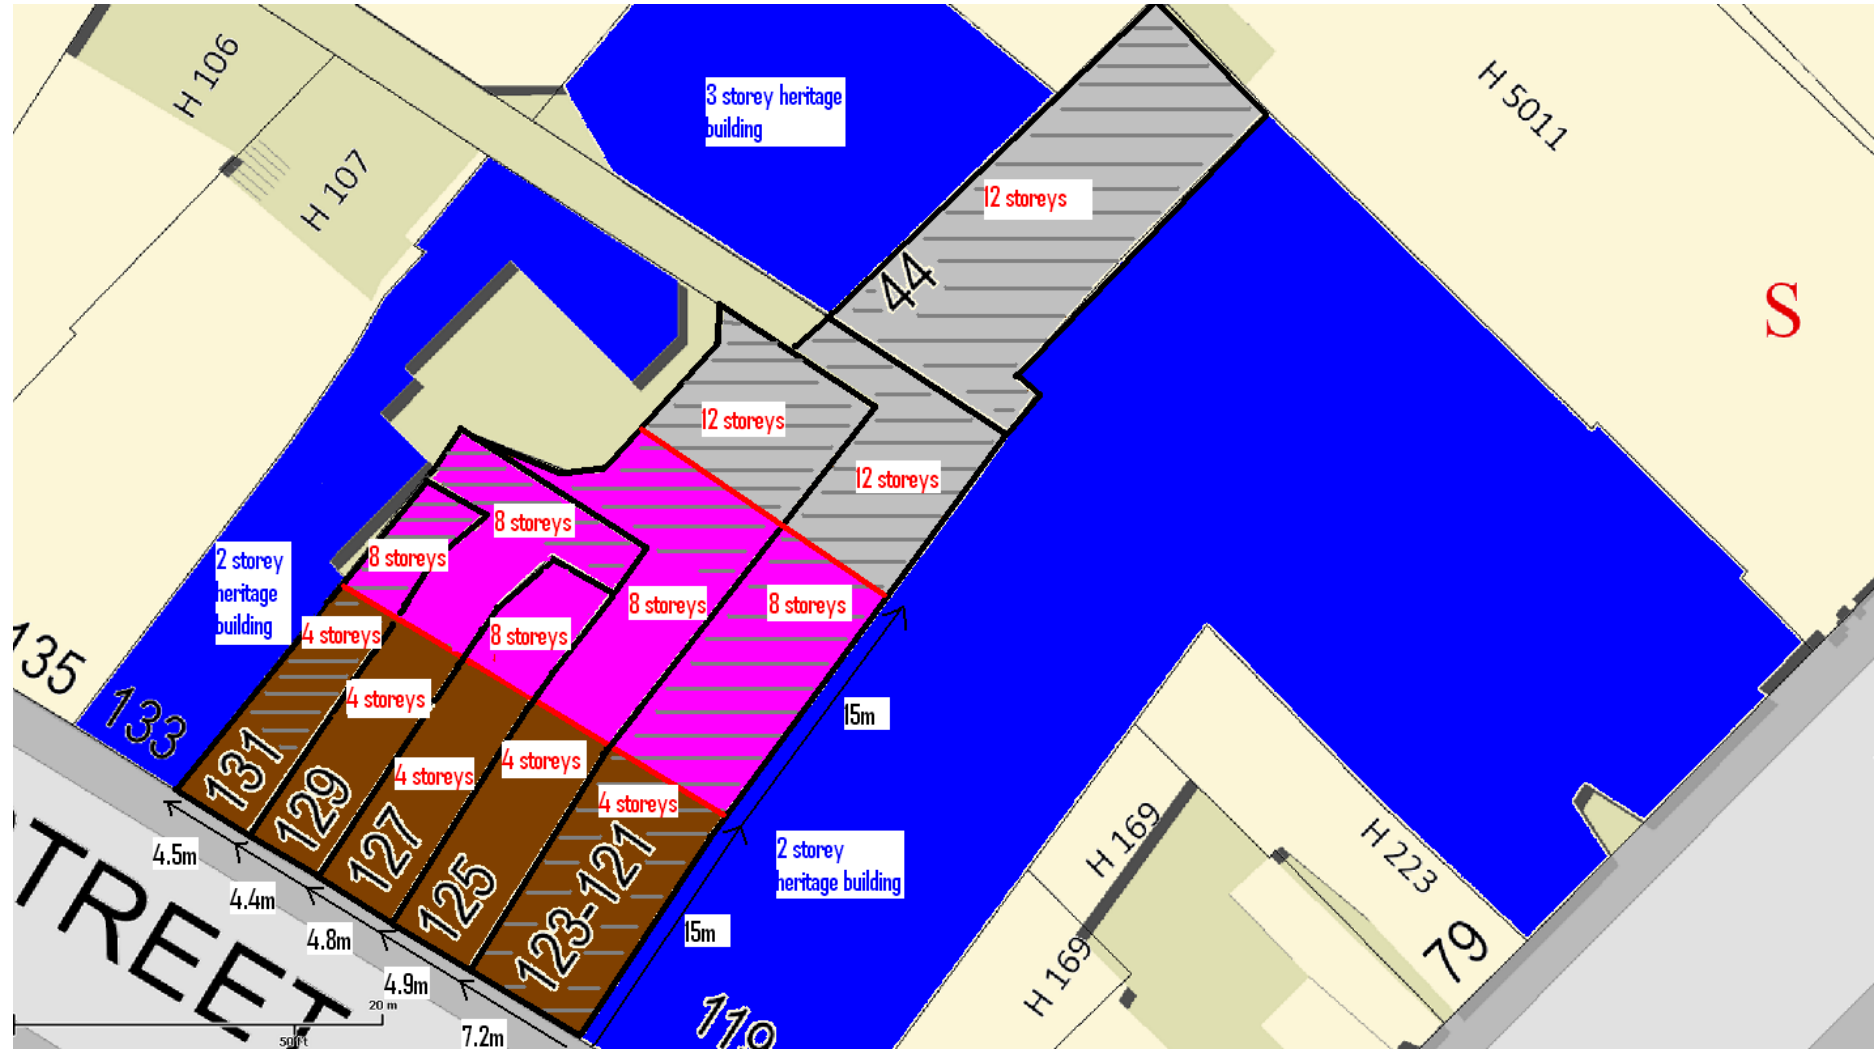 H 106
H 107
3 storey heritage
building
H 5011
12 storeys
S
44
12 storeys
12 storeys
8 storeys
8 storeys
2 storey
heritage
building
8 storeys
8 storeys
8 storeys
4 storeys
4 storeys
4 storeys
4 storeys
4 storeys
135
133
131
129
127
125
123-121
119
15m
15m
2 storey
heritage building
H 169
H 169
H 223
79
4.5m
4.4m
4.8m
4.9m
7.2m
TREET
20 m
50 ft